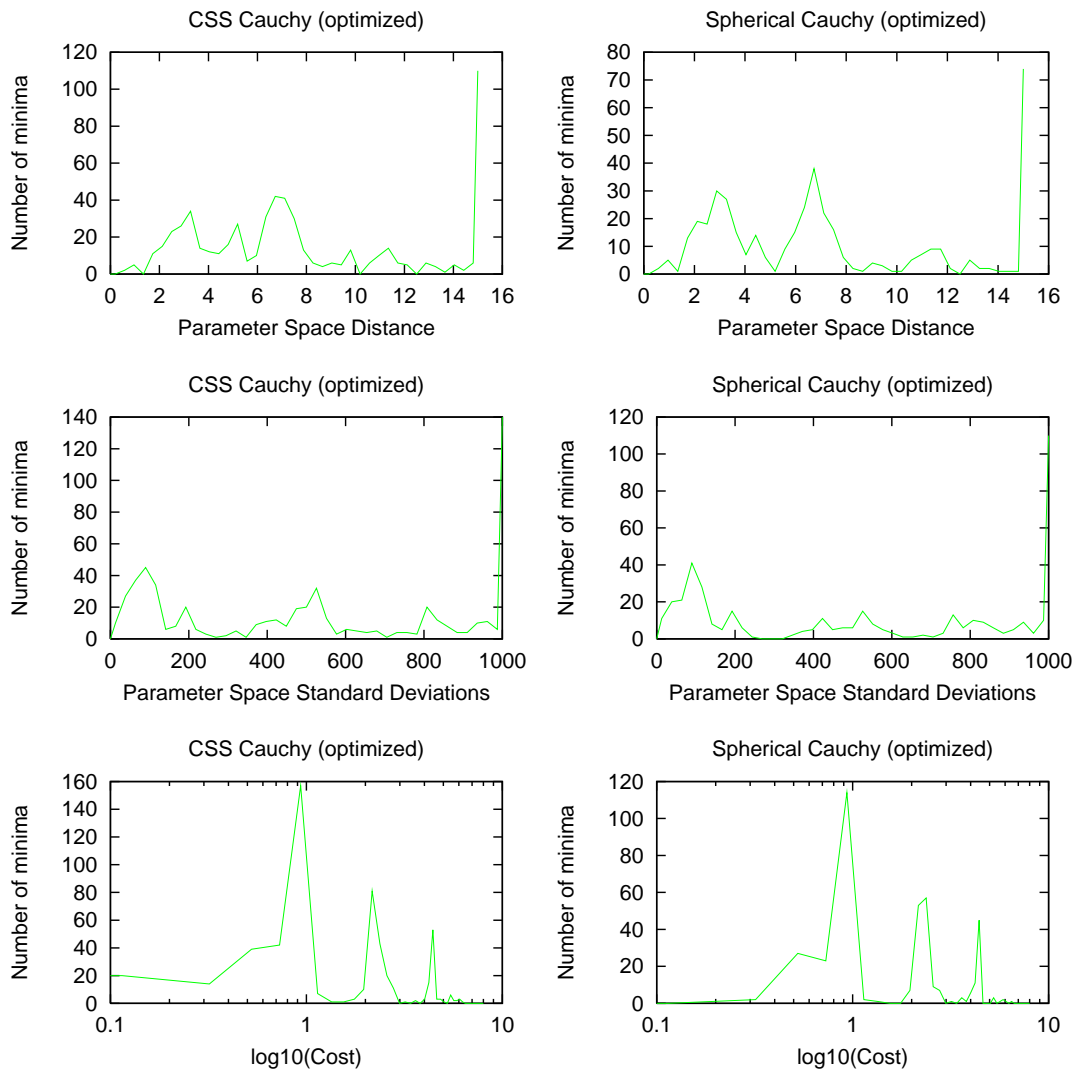 CSS Cauchy (optimized)
Number of minima
120
100
80
60
40
20
0
0 2 4 6 8 10 12 14 16
Parameter Space Distance
Spherical Cauchy (optimized)
Number of minima
80
70
60
50
40
30
20
10
0
0 2 4 6 8 10 12 14 16
Parameter Space Distance
CSS Cauchy (optimized)
Number of minima
140
120
100
80
60
40
20
0
0 200 400 600 800 1000
Parameter Space Standard Deviations
Spherical Cauchy (optimized)
Number of minima
120
100
80
60
40
20
0
0 200 400 600 800 1000
Parameter Space Standard Deviations
CSS Cauchy (optimized)
Number of minima
160
140
120
100
80
60
40
20
0
0.1 1 10
log10(Cost)
Spherical Cauchy (optimized)
Number of minima
120
100
80
60
40
20
0
0.1 1 10
log10(Cost)